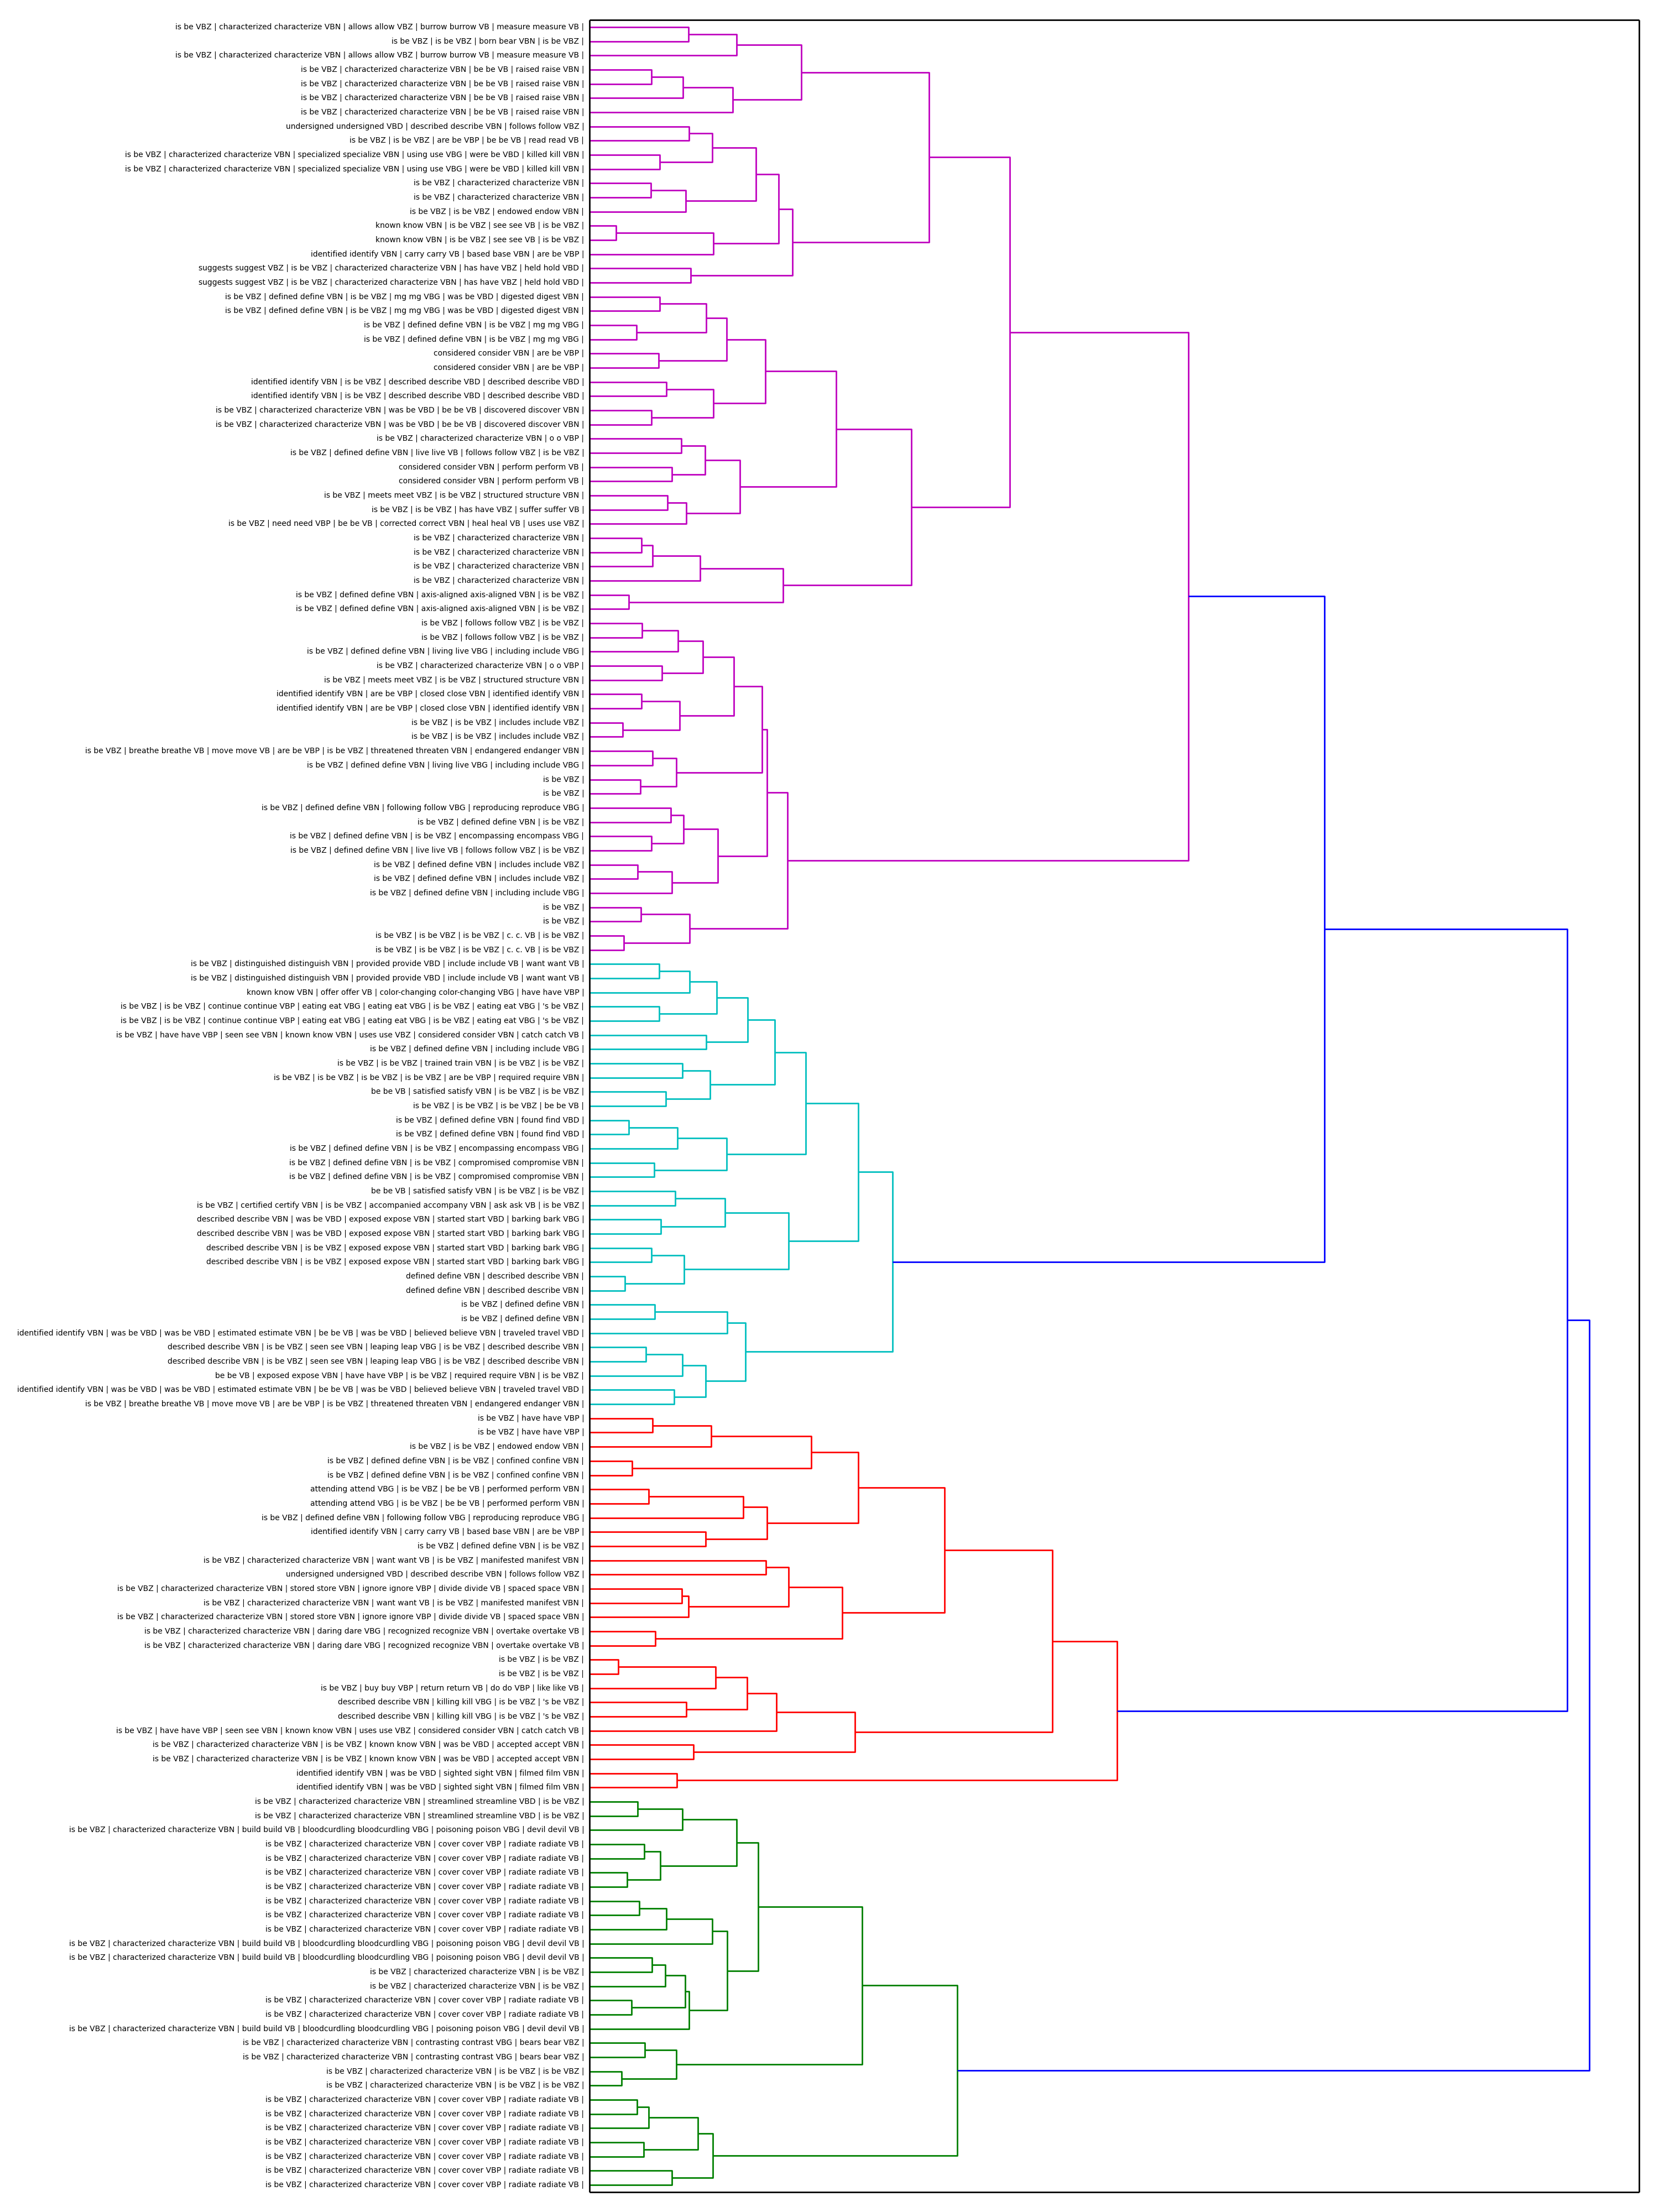 is be VBZ | characterized characterize VBN | allows allow VBZ | burrow burrow VB | measure measure VB |
is be VBZ | is be VBZ | born bear VBN | is be VBZ |
is be VBZ | characterized characterize VBN | allows allow VBZ | burrow burrow VB | measure measure VB |
is be VBZ | characterized characterize VBN | be be VB | raised raise VBN |
is be VBZ | characterized characterize VBN | be be VB | raised raise VBN |
is be VBZ | characterized characterize VBN | be be VB | raised raise VBN |
is be VBZ | characterized characterize VBN | be be VB | raised raise VBN |
undersigned undersigned VBD | described describe VBN | follows follow VBZ |
is be VBZ | is be VBZ | are be VBP | be be VB | read read VB |
is be VBZ | characterized characterize VBN | specialized specialize VBN | using use VBG | were be VBD | killed kill VBN |
is be VBZ | characterized characterize VBN | specialized specialize VBN | using use VBG | were be VBD | killed kill VBN |
is be VBZ | characterized characterize VBN |
is be VBZ | characterized characterize VBN |
is be VBZ | is be VBZ | endowed endow VBN |
known know VBN | is be VBZ | see see VB | is be VBZ |
known know VBN | is be VBZ | see see VB | is be VBZ |
identified identify VBN | carry carry VB | based base VBN | are be VBP |
suggests suggest VBZ | is be VBZ | characterized characterize VBN | has have VBZ | held hold VBD |
suggests suggest VBZ | is be VBZ | characterized characterize VBN | has have VBZ | held hold VBD |
is be VBZ | defined define VBN | is be VBZ | mg mg VBG | was be VBD | digested digest VBN |
is be VBZ | defined define VBN | is be VBZ | mg mg VBG | was be VBD | digested digest VBN |
is be VBZ | defined define VBN | is be VBZ | mg mg VBG |
is be VBZ | defined define VBN | is be VBZ | mg mg VBG |
considered consider VBN | are be VBP |
considered consider VBN | are be VBP |
identified identify VBN | is be VBZ | described describe VBD | described describe VBD |
identified identify VBN | is be VBZ | described describe VBD | described describe VBD |
is be VBZ | characterized characterize VBN | was be VBD | be be VB | discovered discover VBN |
is be VBZ | characterized characterize VBN | was be VBD | be be VB | discovered discover VBN |
is be VBZ | characterized characterize VBN | o o VBP |
is be VBZ | defined define VBN | live live VB | follows follow VBZ | is be VBZ |
considered consider VBN | perform perform VB |
considered consider VBN | perform perform VB |
is be VBZ | meets meet VBZ | is be VBZ | structured structure VBN |
is be VBZ | is be VBZ | has have VBZ | suffer suffer VB |
is be VBZ | need need VBP | be be VB | corrected correct VBN | heal heal VB | uses use VBZ |
is be VBZ | characterized characterize VBN |
is be VBZ | characterized characterize VBN |
is be VBZ | characterized characterize VBN |
is be VBZ | characterized characterize VBN |
is be VBZ | defined define VBN | axis-aligned axis-aligned VBN | is be VBZ |
is be VBZ | defined define VBN | axis-aligned axis-aligned VBN | is be VBZ |
is be VBZ | follows follow VBZ | is be VBZ |
is be VBZ | follows follow VBZ | is be VBZ |
is be VBZ | defined define VBN | living live VBG | including include VBG |
is be VBZ | characterized characterize VBN | o o VBP |
is be VBZ | meets meet VBZ | is be VBZ | structured structure VBN |
identified identify VBN | are be VBP | closed close VBN | identified identify VBN |
identified identify VBN | are be VBP | closed close VBN | identified identify VBN |
is be VBZ | is be VBZ | includes include VBZ |
is be VBZ | is be VBZ | includes include VBZ |
is be VBZ | breathe breathe VB | move move VB | are be VBP | is be VBZ | threatened threaten VBN | endangered endanger VBN |
is be VBZ | defined define VBN | living live VBG | including include VBG |
is be VBZ |
is be VBZ |
is be VBZ | defined define VBN | following follow VBG | reproducing reproduce VBG |
is be VBZ | defined define VBN | is be VBZ |
is be VBZ | defined define VBN | is be VBZ | encompassing encompass VBG |
is be VBZ | defined define VBN | live live VB | follows follow VBZ | is be VBZ |
is be VBZ | defined define VBN | includes include VBZ |
is be VBZ | defined define VBN | includes include VBZ |
is be VBZ | defined define VBN | including include VBG |
is be VBZ |
is be VBZ |
is be VBZ | is be VBZ | is be VBZ | c. c. VB | is be VBZ |
is be VBZ | is be VBZ | is be VBZ | c. c. VB | is be VBZ |
is be VBZ | distinguished distinguish VBN | provided provide VBD | include include VB | want want VB |
is be VBZ | distinguished distinguish VBN | provided provide VBD | include include VB | want want VB |
known know VBN | offer offer VB | color-changing color-changing VBG | have have VBP |
is be VBZ | is be VBZ | continue continue VBP | eating eat VBG | eating eat VBG | is be VBZ | eating eat VBG | 's be VBZ |
is be VBZ | is be VBZ | continue continue VBP | eating eat VBG | eating eat VBG | is be VBZ | eating eat VBG | 's be VBZ |
is be VBZ | have have VBP | seen see VBN | known know VBN | uses use VBZ | considered consider VBN | catch catch VB |
is be VBZ | defined define VBN | including include VBG |
is be VBZ | is be VBZ | trained train VBN | is be VBZ | is be VBZ |
is be VBZ | is be VBZ | is be VBZ | is be VBZ | are be VBP | required require VBN |
be be VB | satisfied satisfy VBN | is be VBZ | is be VBZ |
is be VBZ | is be VBZ | is be VBZ | be be VB |
is be VBZ | defined define VBN | found find VBD |
is be VBZ | defined define VBN | found find VBD |
is be VBZ | defined define VBN | is be VBZ | encompassing encompass VBG |
is be VBZ | defined define VBN | is be VBZ | compromised compromise VBN |
is be VBZ | defined define VBN | is be VBZ | compromised compromise VBN |
be be VB | satisfied satisfy VBN | is be VBZ | is be VBZ |
is be VBZ | certified certify VBN | is be VBZ | accompanied accompany VBN | ask ask VB | is be VBZ |
described describe VBN | was be VBD | exposed expose VBN | started start VBD | barking bark VBG |
described describe VBN | was be VBD | exposed expose VBN | started start VBD | barking bark VBG |
described describe VBN | is be VBZ | exposed expose VBN | started start VBD | barking bark VBG |
described describe VBN | is be VBZ | exposed expose VBN | started start VBD | barking bark VBG |
defined define VBN | described describe VBN |
defined define VBN | described describe VBN |
is be VBZ | defined define VBN |
is be VBZ | defined define VBN |
identified identify VBN | was be VBD | was be VBD | estimated estimate VBN | be be VB | was be VBD | believed believe VBN | traveled travel VBD |
described describe VBN | is be VBZ | seen see VBN | leaping leap VBG | is be VBZ | described describe VBN |
described describe VBN | is be VBZ | seen see VBN | leaping leap VBG | is be VBZ | described describe VBN |
be be VB | exposed expose VBN | have have VBP | is be VBZ | required require VBN | is be VBZ |
identified identify VBN | was be VBD | was be VBD | estimated estimate VBN | be be VB | was be VBD | believed believe VBN | traveled travel VBD |
is be VBZ | breathe breathe VB | move move VB | are be VBP | is be VBZ | threatened threaten VBN | endangered endanger VBN |
is be VBZ | have have VBP |
is be VBZ | have have VBP |
is be VBZ | is be VBZ | endowed endow VBN |
is be VBZ | defined define VBN | is be VBZ | confined confine VBN |
is be VBZ | defined define VBN | is be VBZ | confined confine VBN |
attending attend VBG | is be VBZ | be be VB | performed perform VBN |
attending attend VBG | is be VBZ | be be VB | performed perform VBN |
is be VBZ | defined define VBN | following follow VBG | reproducing reproduce VBG |
identified identify VBN | carry carry VB | based base VBN | are be VBP |
is be VBZ | defined define VBN | is be VBZ |
is be VBZ | characterized characterize VBN | want want VB | is be VBZ | manifested manifest VBN |
undersigned undersigned VBD | described describe VBN | follows follow VBZ |
is be VBZ | characterized characterize VBN | stored store VBN | ignore ignore VBP | divide divide VB | spaced space VBN |
is be VBZ | characterized characterize VBN | want want VB | is be VBZ | manifested manifest VBN |
is be VBZ | characterized characterize VBN | stored store VBN | ignore ignore VBP | divide divide VB | spaced space VBN |
is be VBZ | characterized characterize VBN | daring dare VBG | recognized recognize VBN | overtake overtake VB |
is be VBZ | characterized characterize VBN | daring dare VBG | recognized recognize VBN | overtake overtake VB |
is be VBZ | is be VBZ |
is be VBZ | is be VBZ |
is be VBZ | buy buy VBP | return return VB | do do VBP | like like VB |
described describe VBN | killing kill VBG | is be VBZ | 's be VBZ |
described describe VBN | killing kill VBG | is be VBZ | 's be VBZ |
is be VBZ | have have VBP | seen see VBN | known know VBN | uses use VBZ | considered consider VBN | catch catch VB |
is be VBZ | characterized characterize VBN | is be VBZ | known know VBN | was be VBD | accepted accept VBN |
is be VBZ | characterized characterize VBN | is be VBZ | known know VBN | was be VBD | accepted accept VBN |
identified identify VBN | was be VBD | sighted sight VBN | filmed film VBN |
identified identify VBN | was be VBD | sighted sight VBN | filmed film VBN |
is be VBZ | characterized characterize VBN | streamlined streamline VBD | is be VBZ |
is be VBZ | characterized characterize VBN | streamlined streamline VBD | is be VBZ |
is be VBZ | characterized characterize VBN | build build VB | bloodcurdling bloodcurdling VBG | poisoning poison VBG | devil devil VB |
is be VBZ | characterized characterize VBN | cover cover VBP | radiate radiate VB |
is be VBZ | characterized characterize VBN | cover cover VBP | radiate radiate VB |
is be VBZ | characterized characterize VBN | cover cover VBP | radiate radiate VB |
is be VBZ | characterized characterize VBN | cover cover VBP | radiate radiate VB |
is be VBZ | characterized characterize VBN | cover cover VBP | radiate radiate VB |
is be VBZ | characterized characterize VBN | cover cover VBP | radiate radiate VB |
is be VBZ | characterized characterize VBN | cover cover VBP | radiate radiate VB |
is be VBZ | characterized characterize VBN | build build VB | bloodcurdling bloodcurdling VBG | poisoning poison VBG | devil devil VB |
is be VBZ | characterized characterize VBN | build build VB | bloodcurdling bloodcurdling VBG | poisoning poison VBG | devil devil VB |
is be VBZ | characterized characterize VBN | is be VBZ |
is be VBZ | characterized characterize VBN | is be VBZ |
is be VBZ | characterized characterize VBN | cover cover VBP | radiate radiate VB |
is be VBZ | characterized characterize VBN | cover cover VBP | radiate radiate VB |
is be VBZ | characterized characterize VBN | build build VB | bloodcurdling bloodcurdling VBG | poisoning poison VBG | devil devil VB |
is be VBZ | characterized characterize VBN | contrasting contrast VBG | bears bear VBZ |
is be VBZ | characterized characterize VBN | contrasting contrast VBG | bears bear VBZ |
is be VBZ | characterized characterize VBN | is be VBZ | is be VBZ |
is be VBZ | characterized characterize VBN | is be VBZ | is be VBZ |
is be VBZ | characterized characterize VBN | cover cover VBP | radiate radiate VB |
is be VBZ | characterized characterize VBN | cover cover VBP | radiate radiate VB |
is be VBZ | characterized characterize VBN | cover cover VBP | radiate radiate VB |
is be VBZ | characterized characterize VBN | cover cover VBP | radiate radiate VB |
is be VBZ | characterized characterize VBN | cover cover VBP | radiate radiate VB |
is be VBZ | characterized characterize VBN | cover cover VBP | radiate radiate VB |
is be VBZ | characterized characterize VBN | cover cover VBP | radiate radiate VB |